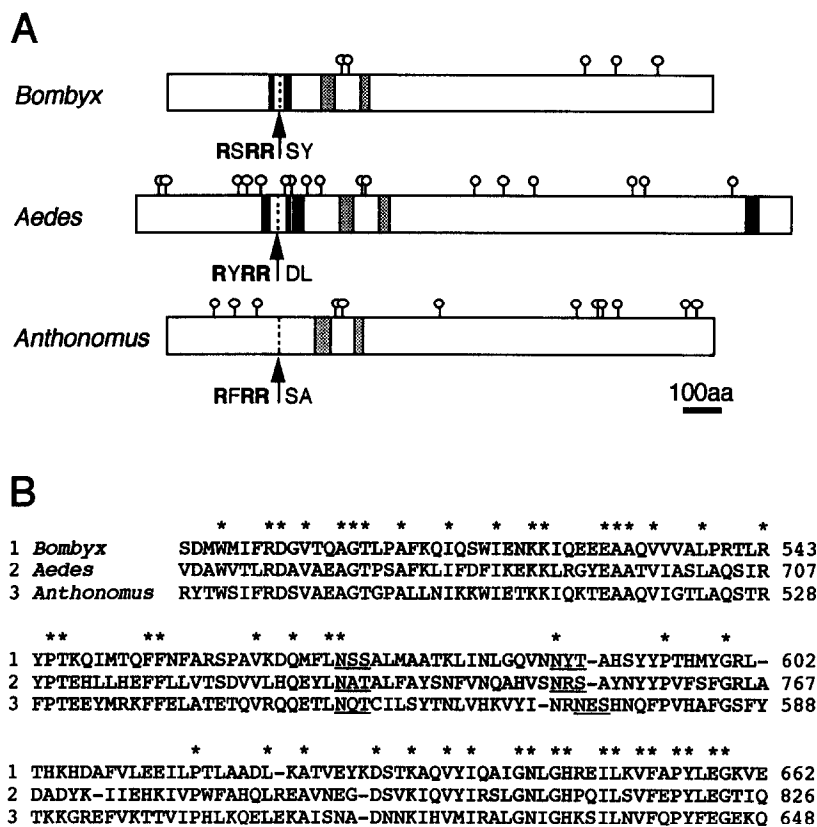 A
Bombyx
RSRR SY
Aedes
RYRR DL
Anthonomus
RFRR SA
100aa
B
* ** * *** * * * ** *** * * *
1 Bombyx SDMWMIFRDGVTQAGTLPAFKQIQSWIENKKIQEEEAAQVVVALPRTLR 543
2 Aedes VDAWVTLRDAVAEAGTPSAFKLIFDFIKEKKLRGYEAATVIASLAQSIR 707
3 Anthonomus RYTWSIFRDSVAEAGTGPALLNIKKWIETKKIQKTEAAQVIGTLAQSTR 528
** ** * * ** * * *
1 YPTKQIMTQFFNFARSPAVKDQMFLNSSALMAATKLINLGQVNNYT-AHSYYPTHMYGRL- 602
2 YPTEHLLHEFFLLVTSDVVLHQEYLNATALFAYSNFVNQAHVSNRS-AYNYYPVFSFGRLA 767
3 FPTEEYMRKFFELATETQVRQQETLNQTCILSYTNLVHKVYI-NRNESHNQFPVHAFGSFY 588
* * * * * * * ** ** ** ** ** **
1 THKHDAFVLEEILPTLAADL-KATVEYKDSTKAQVYIQAIGNLGHREILKVFAPYLEGKVE 662
2 DADYK-IIEHKIVPWFAHQLREAVNEG-DSVKIQVYIRSLGNLGHPQILSVFEPYLEGTIQ 826
3 TKKGREFVKTTVIPHLKQELEKAISNA-DNNKIHVMIRALGNIGHKSILNVFQPYFEGEKQ 648